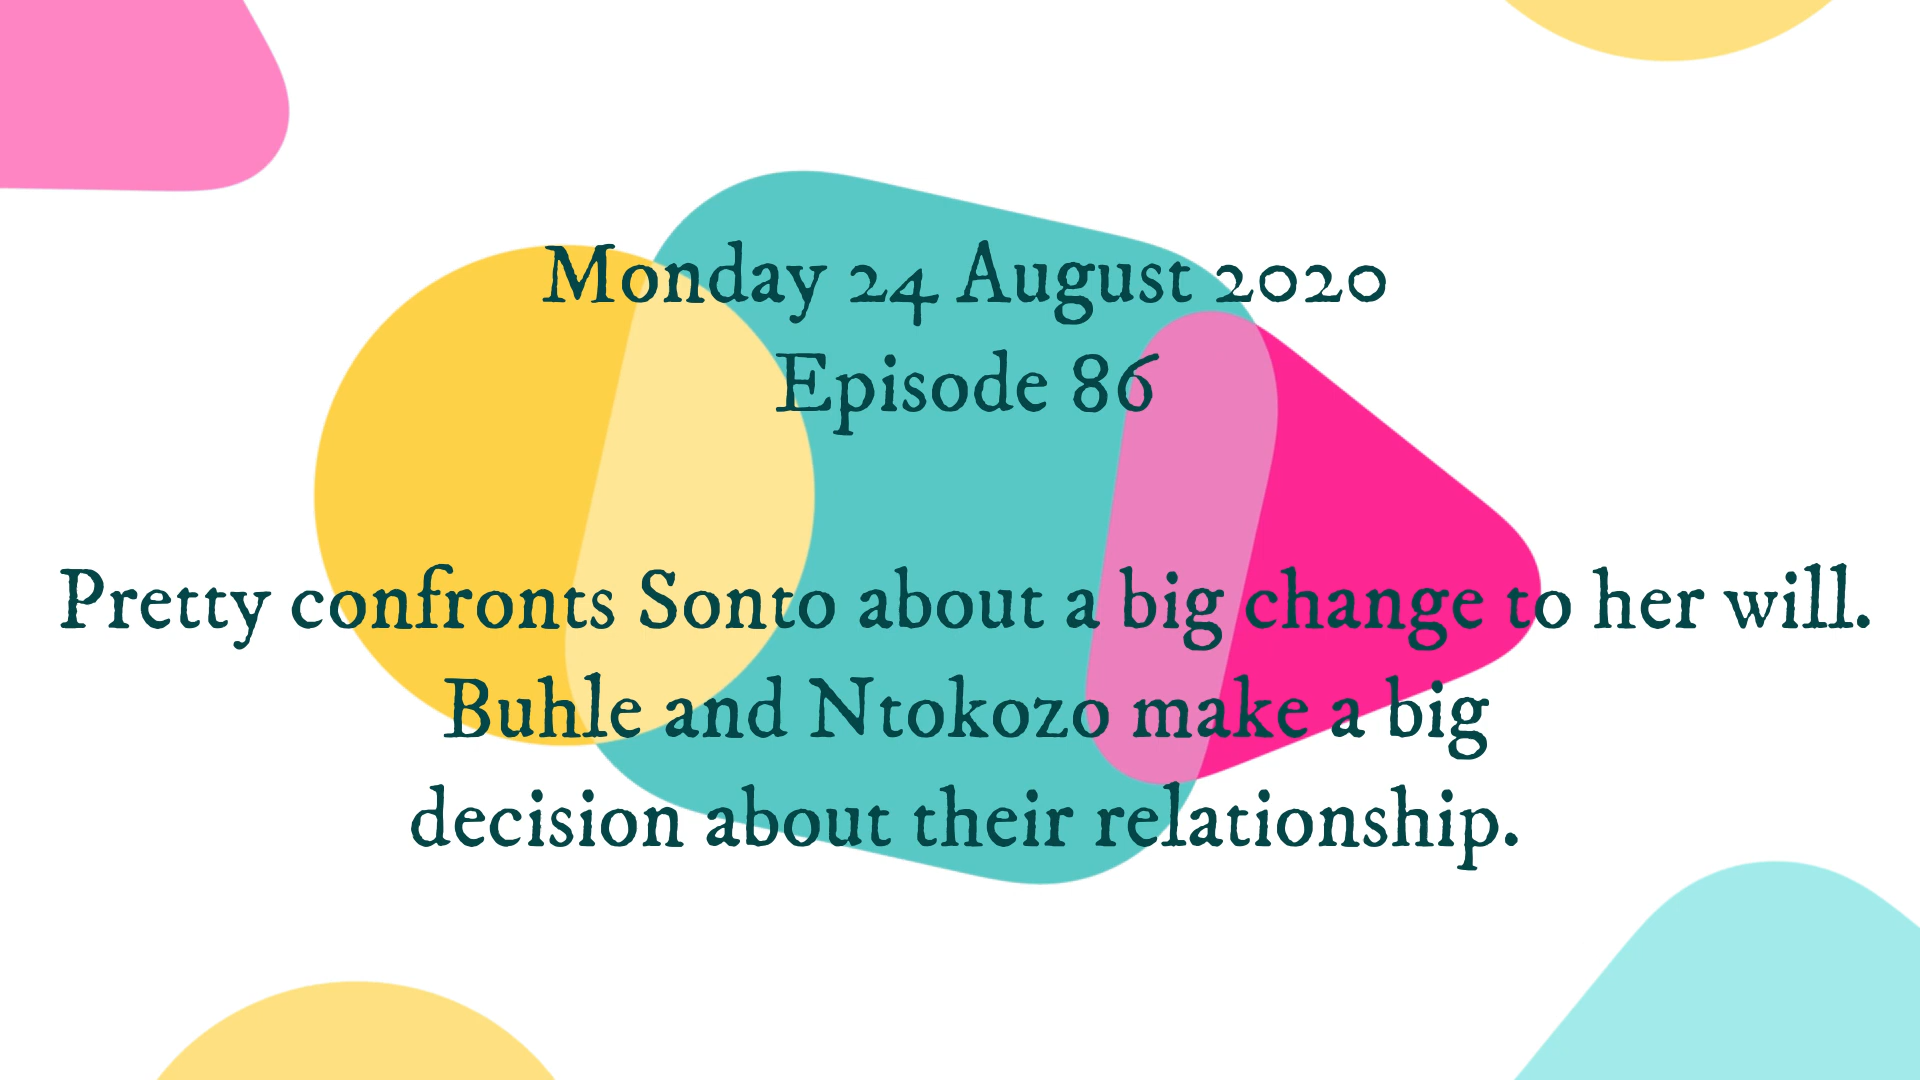 Monday 24 August 2020
Episode 86
Pretty confronts Sonto about a big change to her will.
Buhle and Ntokozo make a big
decision about their relationship.